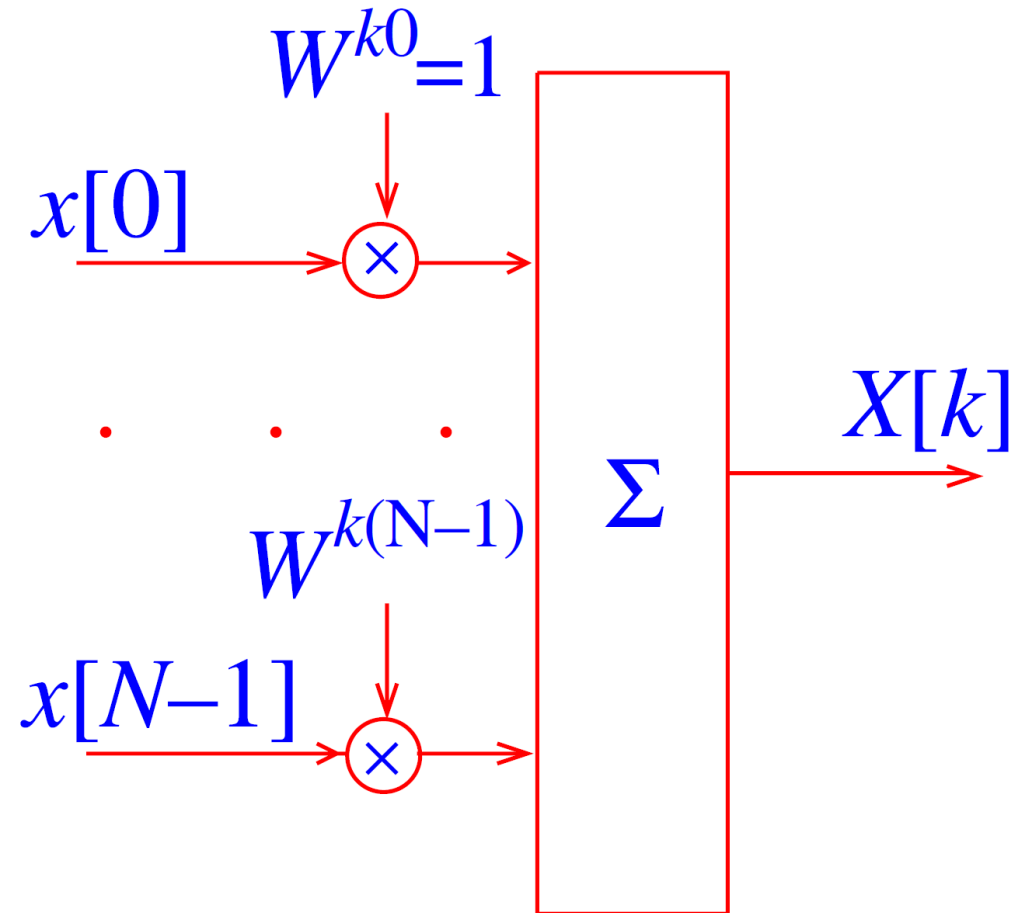 W^{k0}=1
x[0]
×
. . .
X[k]
Σ
W^{k(N–1)}
x[N–1]
×